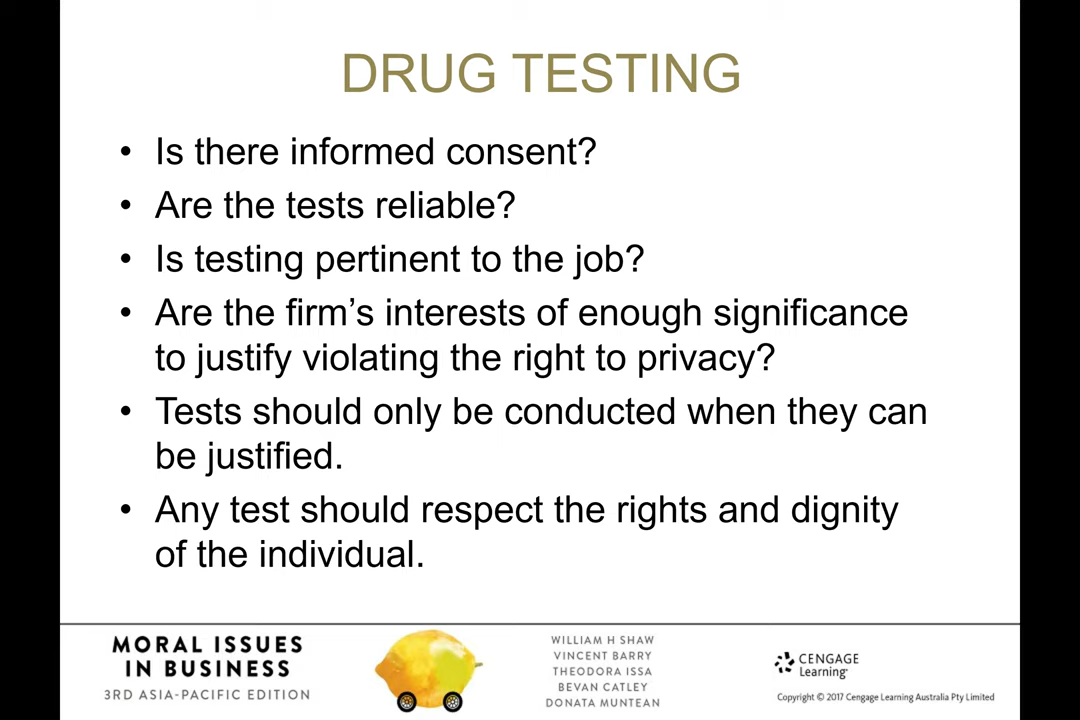 DRUG TESTING
• Is there informed consent?
• Are the tests reliable?
• Is testing pertinent to the job?
• Are the firm’s interests of enough significance
to justify violating the right to privacy?
• Tests should only be conducted when they can
be justified.
• Any test should respect the rights and dignity
of the individual.
MORAL ISSUES
IN BUSINESS
3RD ASIA-PACIFIC EDITION
WILLIAM H SHAW
VINCENT BARRY
THEODORA ISSA
BEVAN CATLEY
DONATA MUNTEAN
CENGAGE
Learning®
Copyright © 2017 Cengage Learning Australia Pty Limited